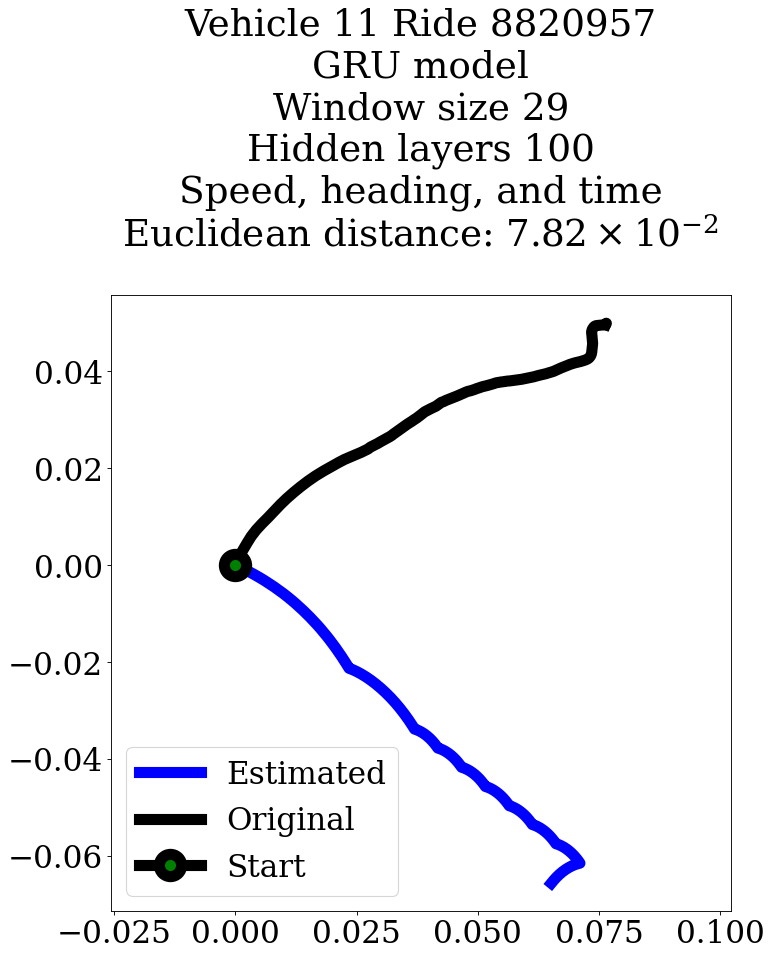 Vehicle 11 Ride 8820957
GRU model
Window size 29
Hidden layers 100
Speed, heading, and time
Euclidean distance: 7.82 × 10⁻²
0.04
0.02
0.00
−0.02
−0.04
−0.06
Estimated
Original
Start
−0.025 0.000 0.025 0.050 0.075 0.100